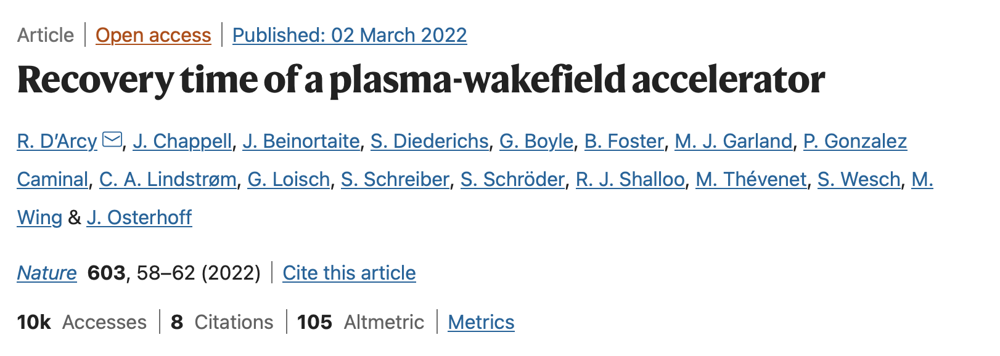 Article | Open access | Published: 02 March 2022
Recovery time of a plasma-wakefield accelerator
R. D’Arcy, J. Chappell, J. Beinortaite, S. Diederichs, G. Boyle, B. Foster, M. J. Garland, P. Gonzalez
Caminal, C. A. Lindstrøm, G. Loisch, S. Schreiber, S. Schröder, R. J. Shalloo, M. Thévenet, S. Wesch, M.
Wing & J. Osterhoff
Nature 603, 58–62 (2022) | Cite this article
10k Accesses | 8 Citations | 105 Altmetric | Metrics